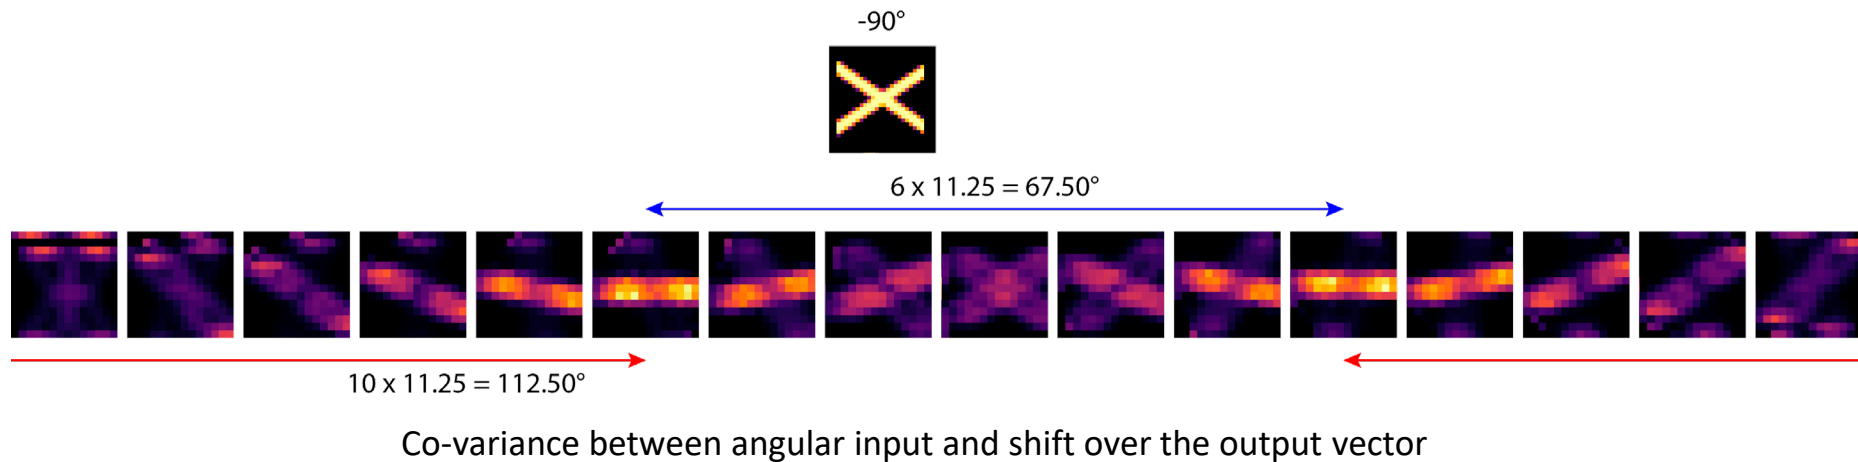 -90°
6 x 11.25 = 67.50°
10 x 11.25 = 112.50°
Co-variance between angular input and shift over the output vector